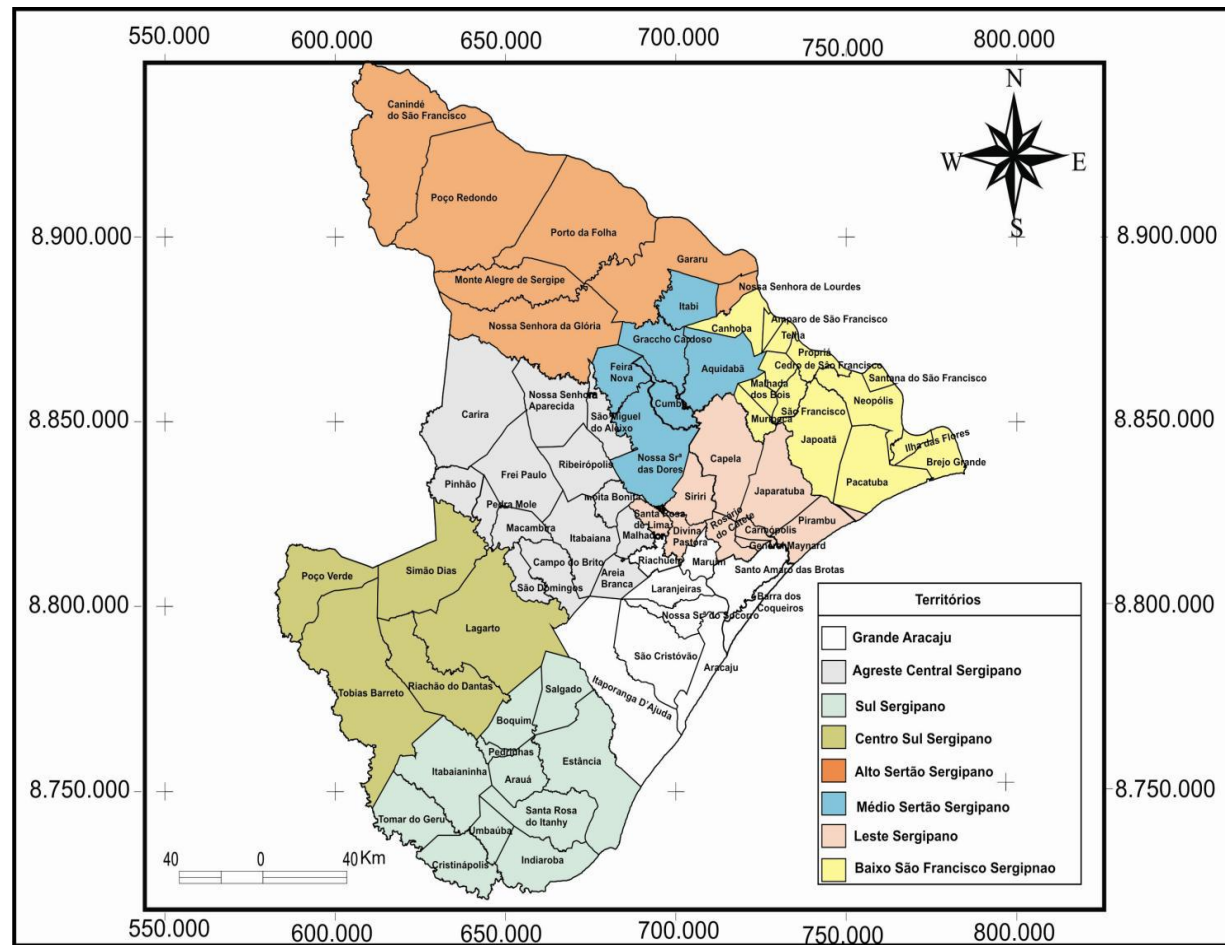 550.000 600.000 650.000 700.000 750.000 800.000
N
W E
S
Canindé
do São Francisco
Poço Redondo
8.900.000 8.900.000
Porto da Folha
Gararu
Monte Alegre de Sergipe
Nossa Senhora de Lourdes
Itabi
Nossa Senhora da Glória
Amparo de São Francisco
Canhoba
Telha
Graccho Cardoso
Propriá
Cedro de São Francisco
Feira
Nova
Aquidabã
Santana do São Francisco
Malhada
dos Bois
Nossa Senhora
Aparecida
Cumbe
Neópolis
Carira
São Miguel
do Aleixo
São Francisco
Muribeca
8.850.000 8.850.000
Japoatã
Ilha das Flores
Nossa Srª
das Dores
Capela
Ribeirópolis
Brejo Grande
Frei Paulo
Pinhão
Siriri
Japaratuba
Pacatuba
Moita Bonita
Pedra Mole
Santa Rosa
de Lima
Rosário
do Catete
Pirambu
Macambira
Divina
Pastora
Carmópolis
Itabaiana
Malhador
General Maynard
Riachuelo
Maruim
Santo Amaro das Brotas
Campo do Brito
Simão Dias
Poço Verde
Areia
Branca
São Domingos
Laranjeiras
Barra dos
Coqueiros
8.800.000 8.800.000
Nossa Srª do Socorro
Lagarto
São Cristóvão
Aracaju
Itaporanga D'Ajuda
Riachão do Dantas
Tobias Barreto
Salgado
Boquim
Pedrinhas
Estância
Itabaianinha
Arauá
8.750.000 8.750.000
Santa Rosa
do Itanhy
Tomar do Geru
Umbaúba
Cristinápolis
Indiaroba
Territórios
Grande Aracaju
Agreste Central Sergipano
Sul Sergipano
Centro Sul Sergipano
Alto Sertão Sergipano
Médio Sertão Sergipano
Leste Sergipano
Baixo São Francisco Sergipnao
40 0 40 Km
550.000 600.000 650.000 700.000 750.000 800.000